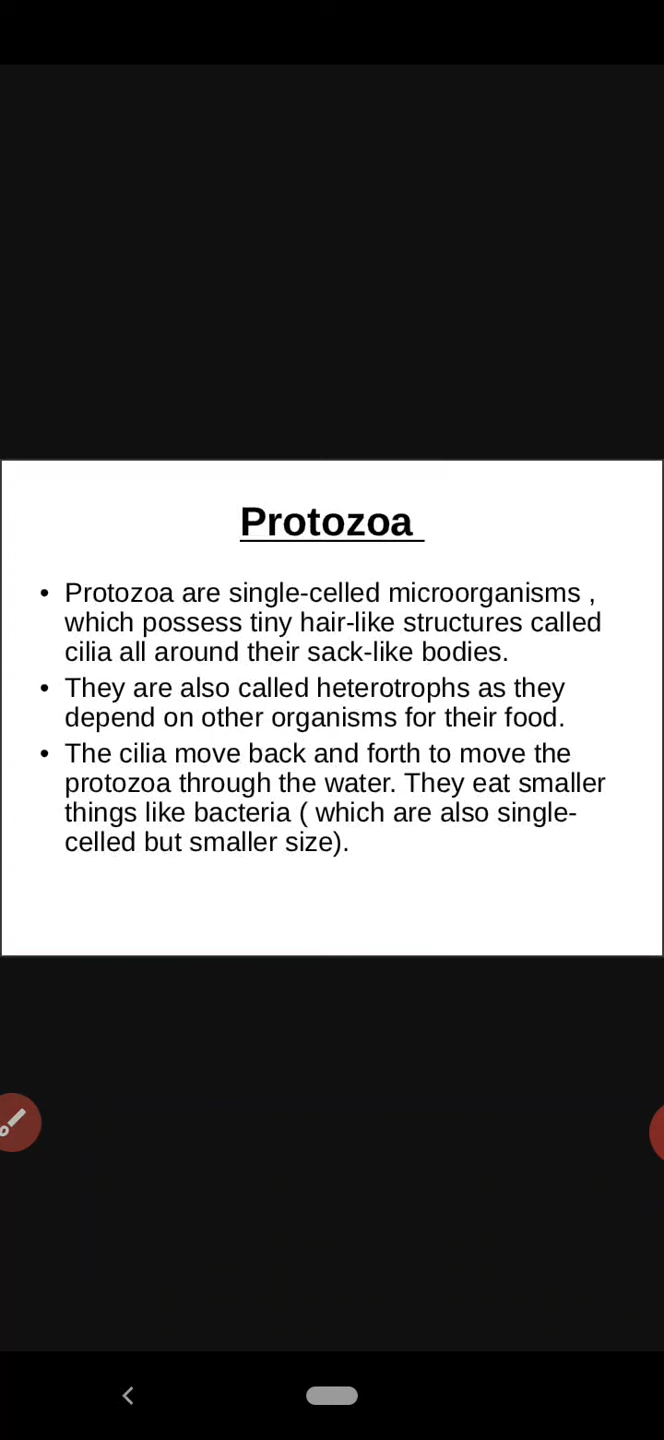 Protozoa
• Protozoa are single-celled microorganisms ,
which possess tiny hair-like structures called
cilia all around their sack-like bodies.
• They are also called heterotrophs as they
depend on other organisms for their food.
• The cilia move back and forth to move the
protozoa through the water. They eat smaller
things like bacteria ( which are also single-
celled but smaller size).